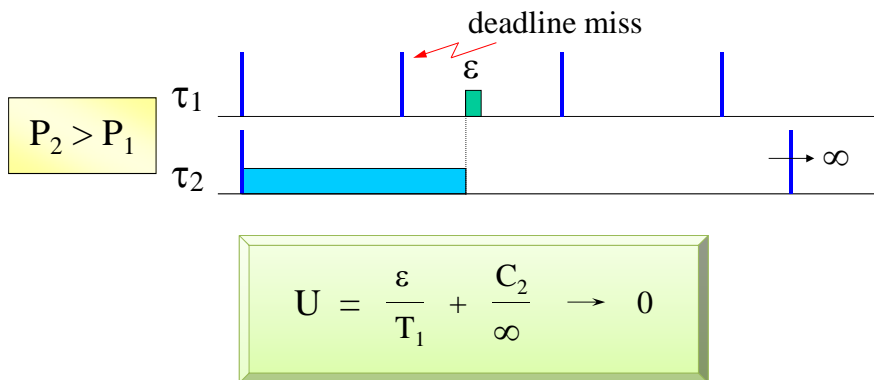 deadline miss
ε
τ1
P2 > P1
∞
τ2
U = ε/T1 + C2/∞ → 0